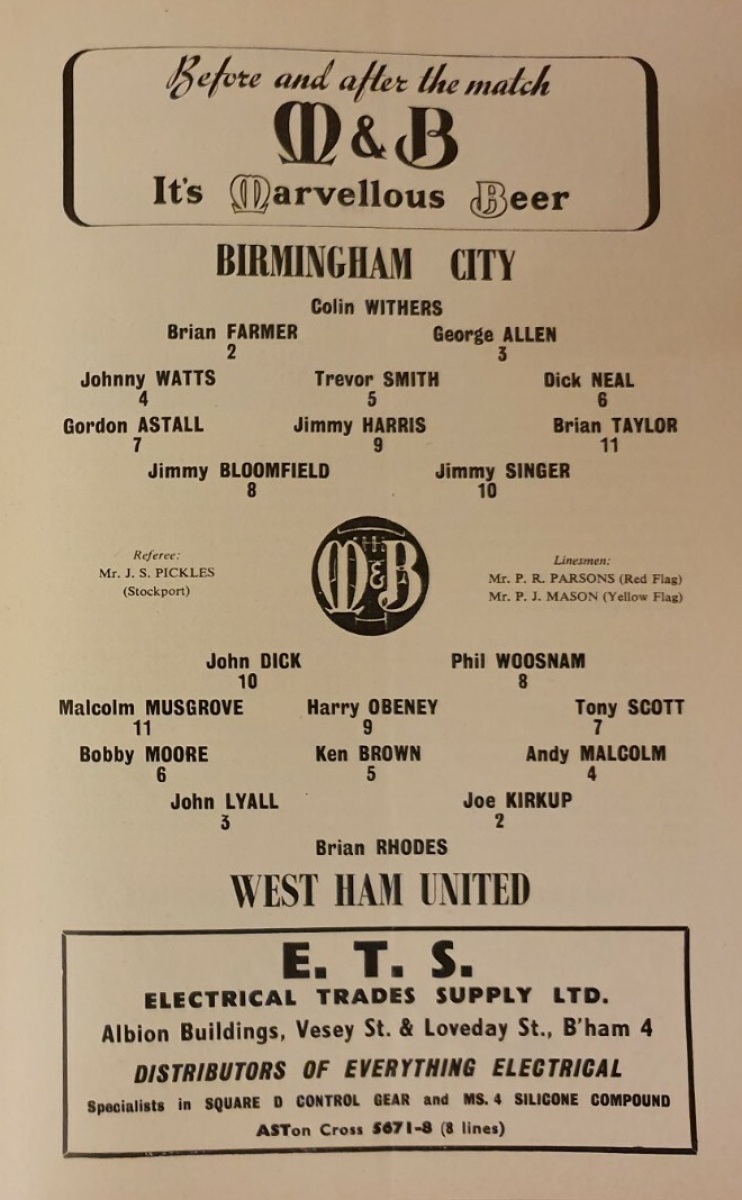 Before and after the match
M & B
It's Marvellous Beer
BIRMINGHAM CITY
Colin WITHERS
Brian FARMER George ALLEN
2 3
Johnny WATTS Trevor SMITH Dick NEAL
4 5 6
Gordon ASTALL Jimmy HARRIS Brian TAYLOR
7 9 11
Jimmy BLOOMFIELD Jimmy SINGER
8 10
Referee:
Mr. J. S. PICKLES
(Stockport)
M&B
Linesmen:
Mr. P. R. PARSONS (Red Flag)
Mr. P. J. MASON (Yellow Flag)
John DICK Phil WOOSNAM
10 8
Malcolm MUSGROVE Harry OBENEY Tony SCOTT
11 9 7
Bobby MOORE Ken BROWN Andy MALCOLM
6 5 4
John LYALL Joe KIRKUP
3 2
Brian RHODES
WEST HAM UNITED
E. T. S.
ELECTRICAL TRADES SUPPLY LTD.
Albion Buildings, Vesey St. & Loveday St., B'ham 4
DISTRIBUTORS OF EVERYTHING ELECTRICAL
Specialists in SQUARE D CONTROL GEAR and MS. 4 SILICONE COMPOUND
ASTon Cross 5671-8 (8 lines)